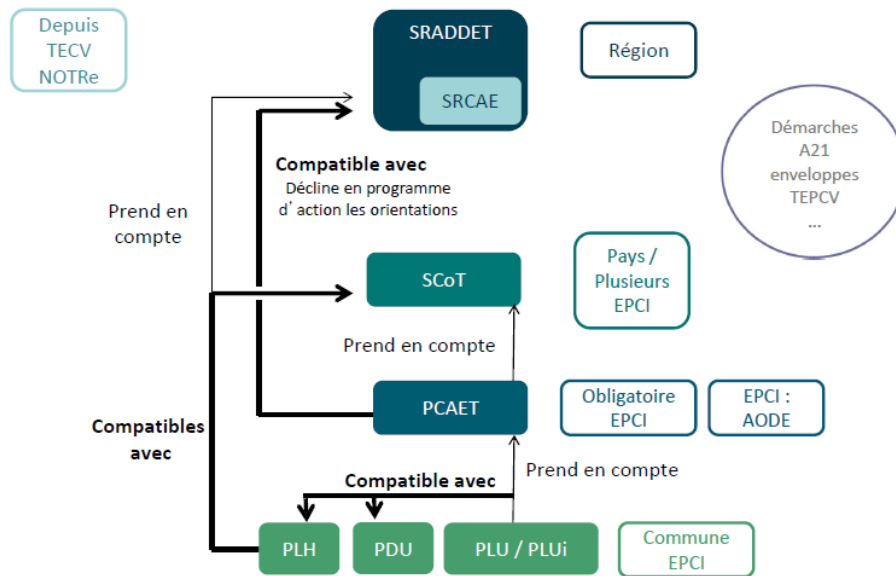 Depuis
TECV
NOTRe
SRADDET
SRCAE
Région
Démarches
A21
enveloppes
TEPCV
...
Compatible avec
Décline en programme
d’ action les orientations
Prend en
compte
SCoT
Pays /
Plusieurs
EPCI
Prend en compte
PCAET
Obligatoire
EPCI
EPCI :
AODE
Compatibles
avec
Compatible avec
Prend en compte
PLH
PDU
PLU / PLUi
Commune
EPCI